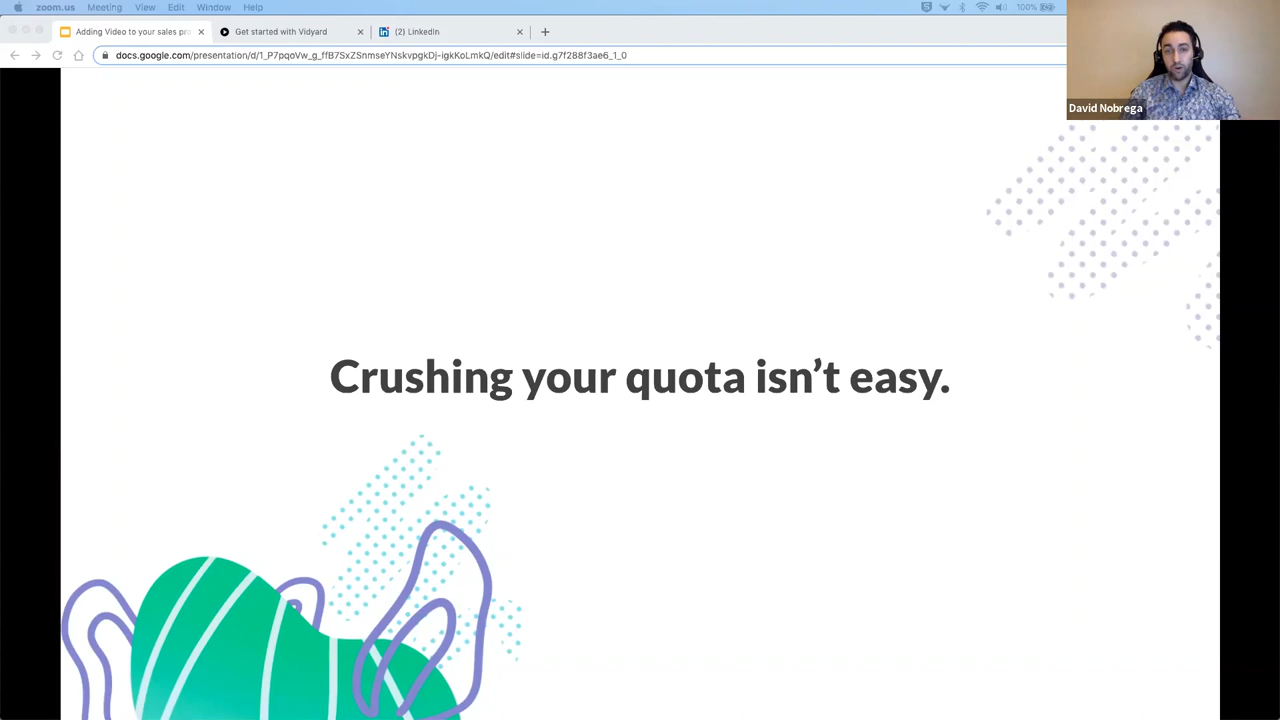 zoom.us Meeting View Edit Window Help 100%
Adding Video to your sales pro Get started with Vidyard (2) LinkedIn
docs.google.com/presentation/d/1_P7pqoVw_g_ffB7SxZSnmseYNskvpgkDj-igkKoLmkQ/edit#slide=id.g7f288f3ae6_1_0
David Nobrega
Crushing your quota isn’t easy.